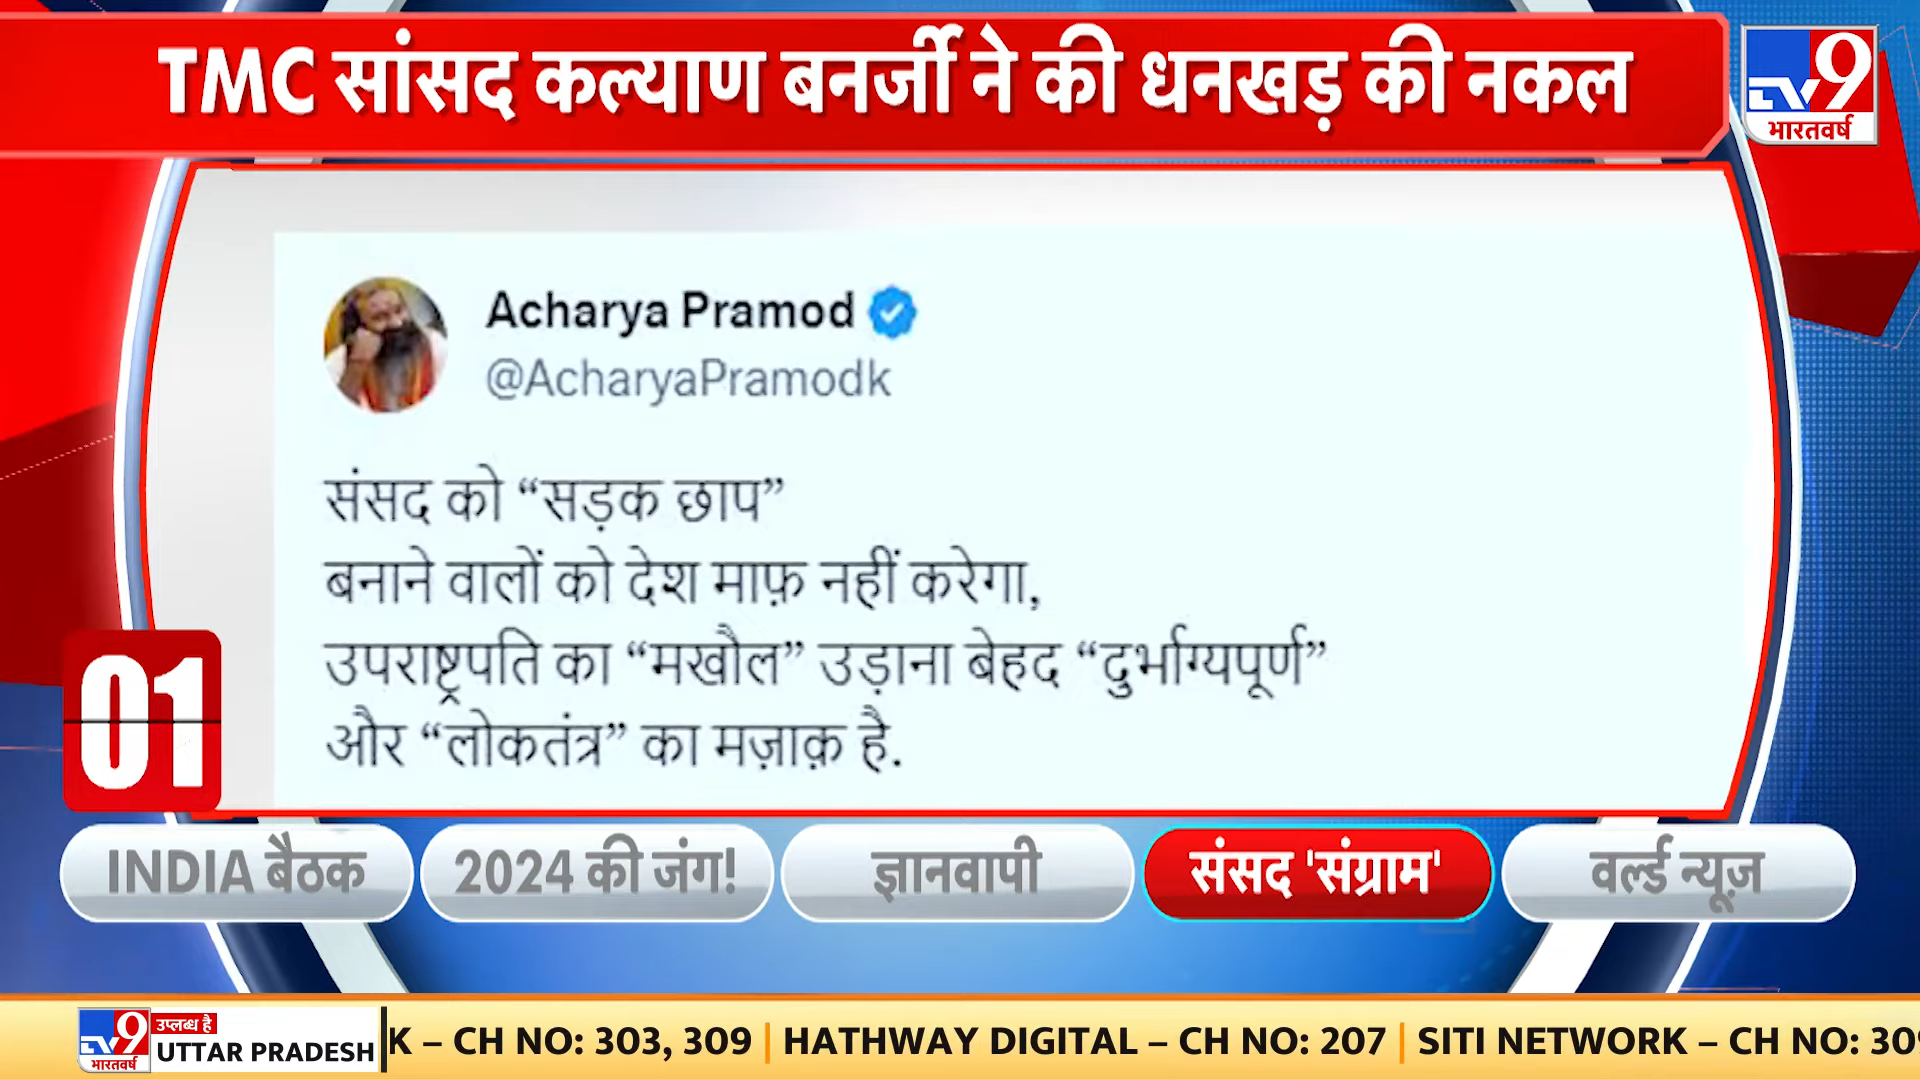 TMC सांसद कल्याण बनर्जी ने की धनखड़ की नकल
TV9
भारतवर्ष
Acharya Pramod
@AcharyaPramodk
संसद को “सड़क छाप”
बनाने वालों को देश माफ़ नहीं करेगा,
उपराष्ट्रपति का “मखौल” उड़ाना बेहद “दुर्भाग्यपूर्ण”
और “लोकतंत्र” का मज़ाक़ है.
01
INDIA बैठक
2024 की जंग!
ज्ञानवापी
संसद 'संग्राम'
वर्ल्ड न्यूज़
TV9
भारतवर्ष
उपलब्ध है
UTTAR PRADESH
K – CH NO: 303, 309 | HATHWAY DIGITAL – CH NO: 207 | SITI NETWORK – CH NO: 30